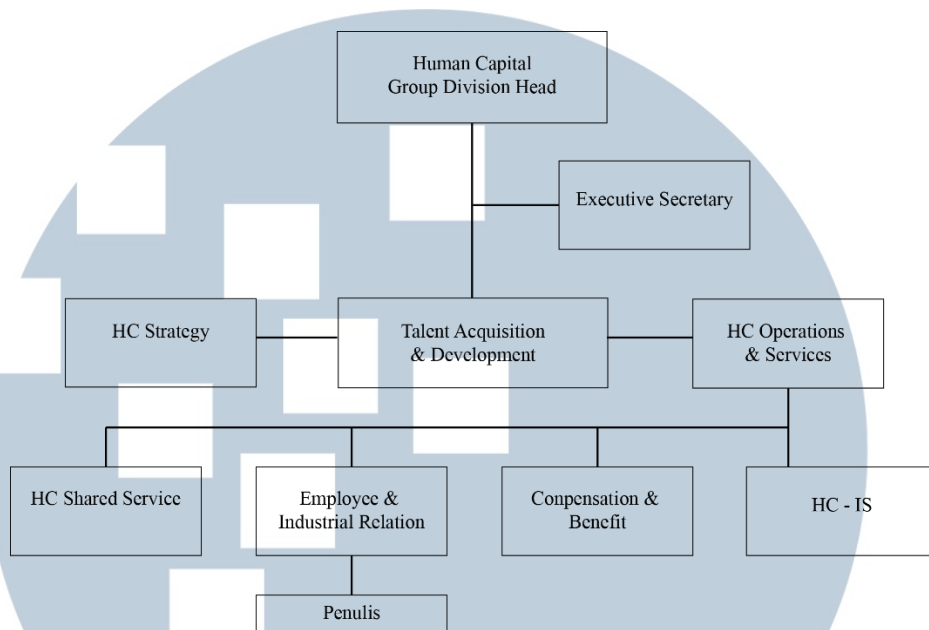 Human Capital
Group Division Head
Executive Secretary
HC Strategy
Talent Acquisition
& Development
HC Operations
& Services
HC Shared Service
Employee &
Industrial Relation
Conpensation &
Benefit
HC - IS
Penulis